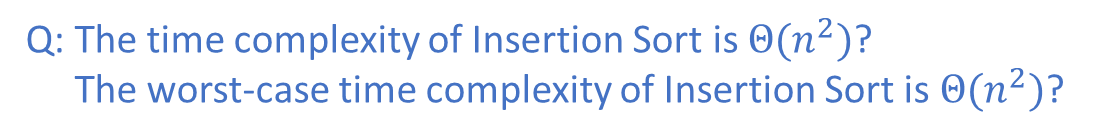 Q: The time complexity of Insertion Sort is Θ(n²)?
The worst-case time complexity of Insertion Sort is Θ(n²)?